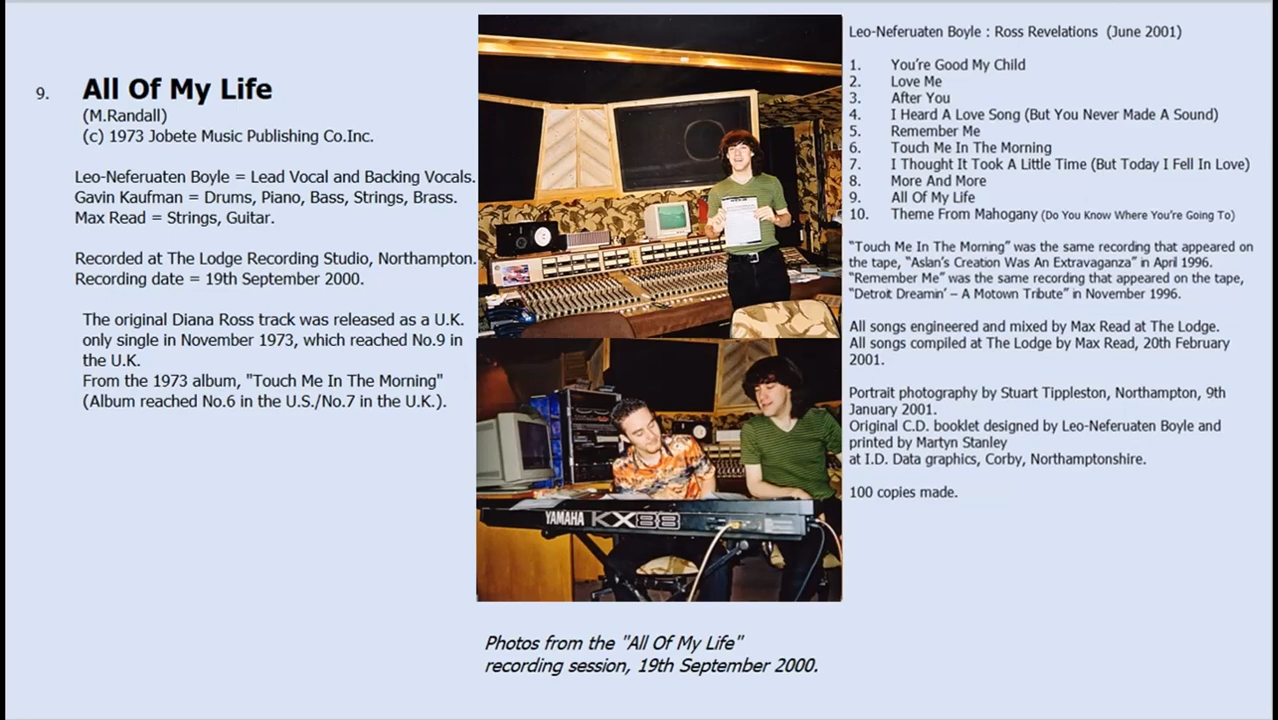 9. All Of My Life
(M.Randall)
(c) 1973 Jobete Music Publishing Co.Inc.
Leo-Neferuaten Boyle = Lead Vocal and Backing Vocals.
Gavin Kaufman = Drums, Piano, Bass, Strings, Brass.
Max Read = Strings, Guitar.
Recorded at The Lodge Recording Studio, Northampton.
Recording date = 19th September 2000.
The original Diana Ross track was released as a U.K.
only single in November 1973, which reached No.9 in
the U.K.
From the 1973 album, "Touch Me In The Morning"
(Album reached No.6 in the U.S./No.7 in the U.K.).
YAMAHA KX88
Photos from the "All Of My Life"
recording session, 19th September 2000.
Leo-Neferuaten Boyle : Ross Revelations (June 2001)
1. You're Good My Child
2. Love Me
3. After You
4. I Heard A Love Song (But You Never Made A Sound)
5. Remember Me
6. Touch Me In The Morning
7. I Thought It Took A Little Time (But Today I Fell In Love)
8. More And More
9. All Of My Life
10. Theme From Mahogany (Do You Know Where You're Going To)
"Touch Me In The Morning" was the same recording that appeared on
the tape, "Aslan's Creation Was An Extravaganza" in April 1996.
"Remember Me" was the same recording that appeared on the tape,
"Detroit Dreamin' – A Motown Tribute" in November 1996.
All songs engineered and mixed by Max Read at The Lodge.
All songs compiled at The Lodge by Max Read, 20th February
2001.
Portrait photography by Stuart Tippleston, Northampton, 9th
January 2001.
Original C.D. booklet designed by Leo-Neferuaten Boyle and
printed by Martyn Stanley
at I.D. Data graphics, Corby, Northamptonshire.
100 copies made.